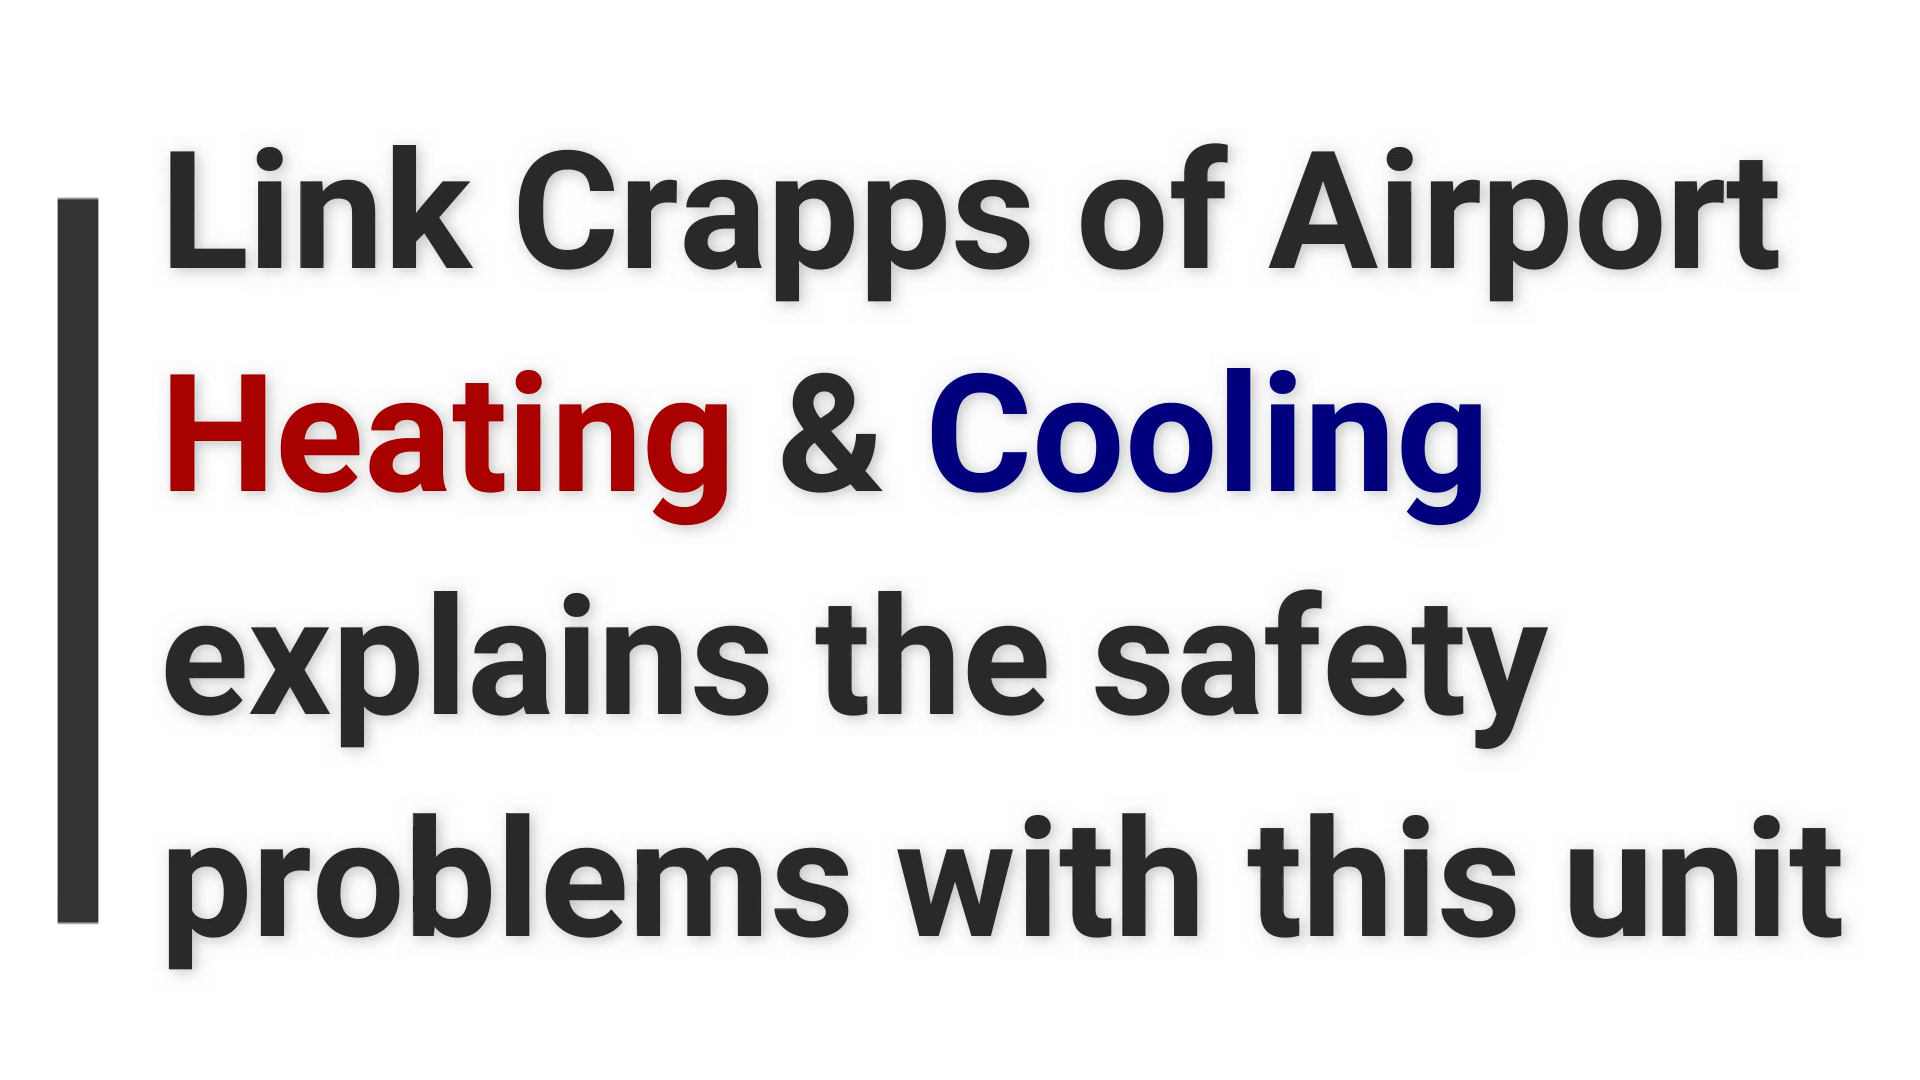 Link Crapps of Airport
Heating & Cooling
explains the safety
problems with this unit